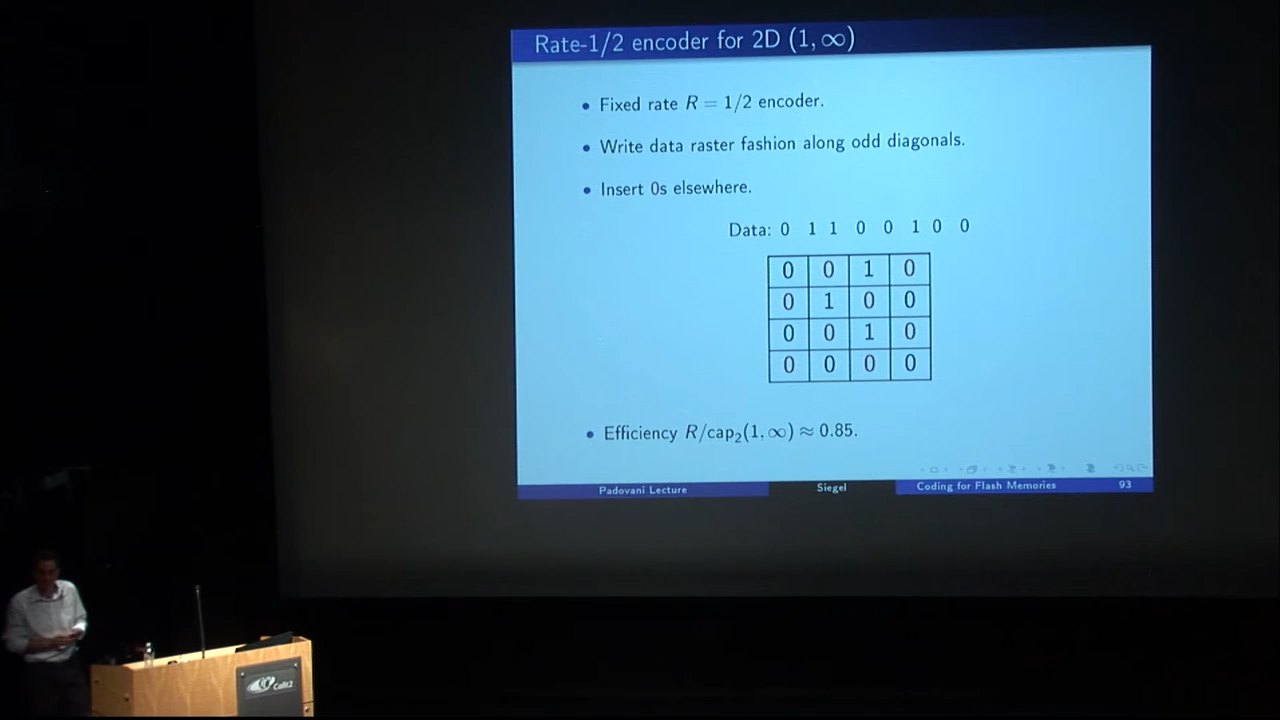 Rate-1/2 encoder for 2D (1, ∞)
• Fixed rate R = 1/2 encoder.
• Write data raster fashion along odd diagonals.
• Insert 0s elsewhere.
Data: 0 1 1 0 0 1 0 0
0 0 1 0
0 1 0 0
0 0 1 0
0 0 0 0
• Efficiency R/cap₂(1, ∞) ≈ 0.85.
Padovani Lecture Siegel Coding for Flash Memories 93
Calit2